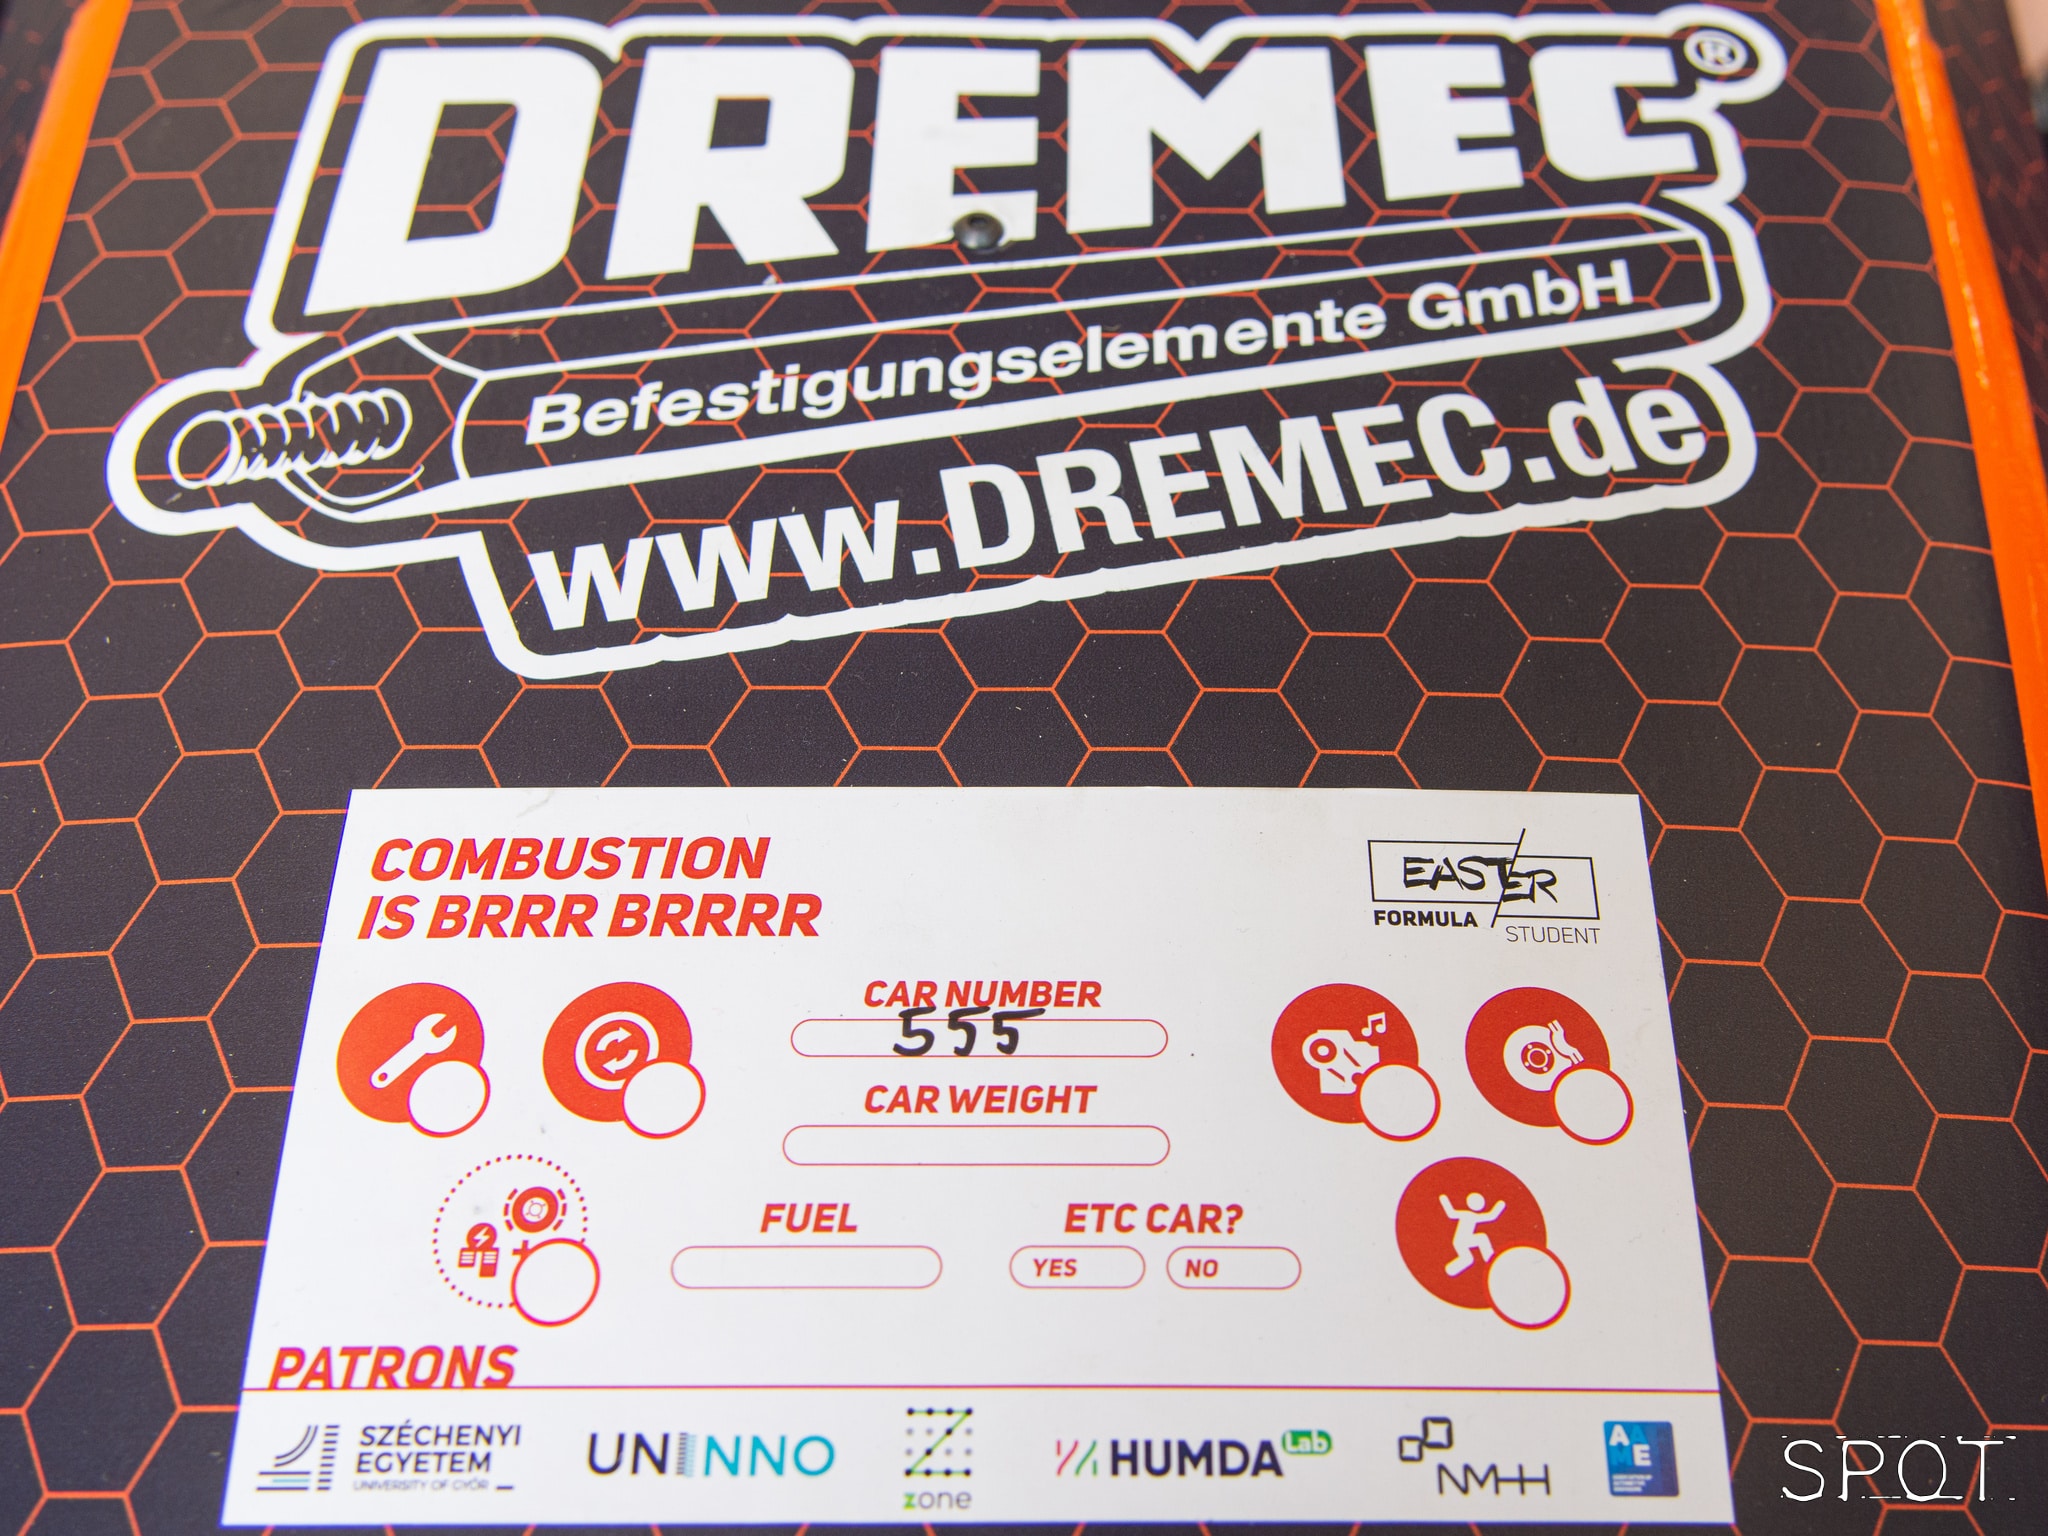 DREMEC®
Befestigungselemente GmbH
www.DREMEC.de
COMBUSTION
IS BRRR BRRRR
EASTER
FORMULA
STUDENT
CAR NUMBER
555
CAR WEIGHT
FUEL
ETC CAR?
YES
NO
PATRONS
SZÉCHENYI
EGYETEM
UNIVERSITY OF GYŐR
UNINNO
zone
HUMDA Lab
NMHH
AAME
SPOT